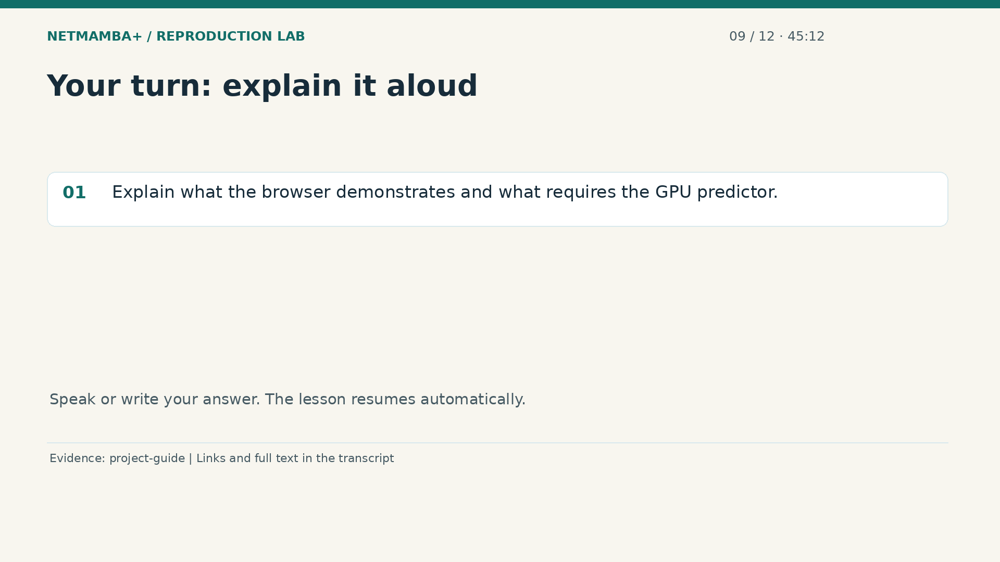 NETMAMBA+ / REPRODUCTION LAB
09 / 12 · 45:12
Your turn: explain it aloud
01 Explain what the browser demonstrates and what requires the GPU predictor.
Speak or write your answer. The lesson resumes automatically.
Evidence: project-guide | Links and full text in the transcript